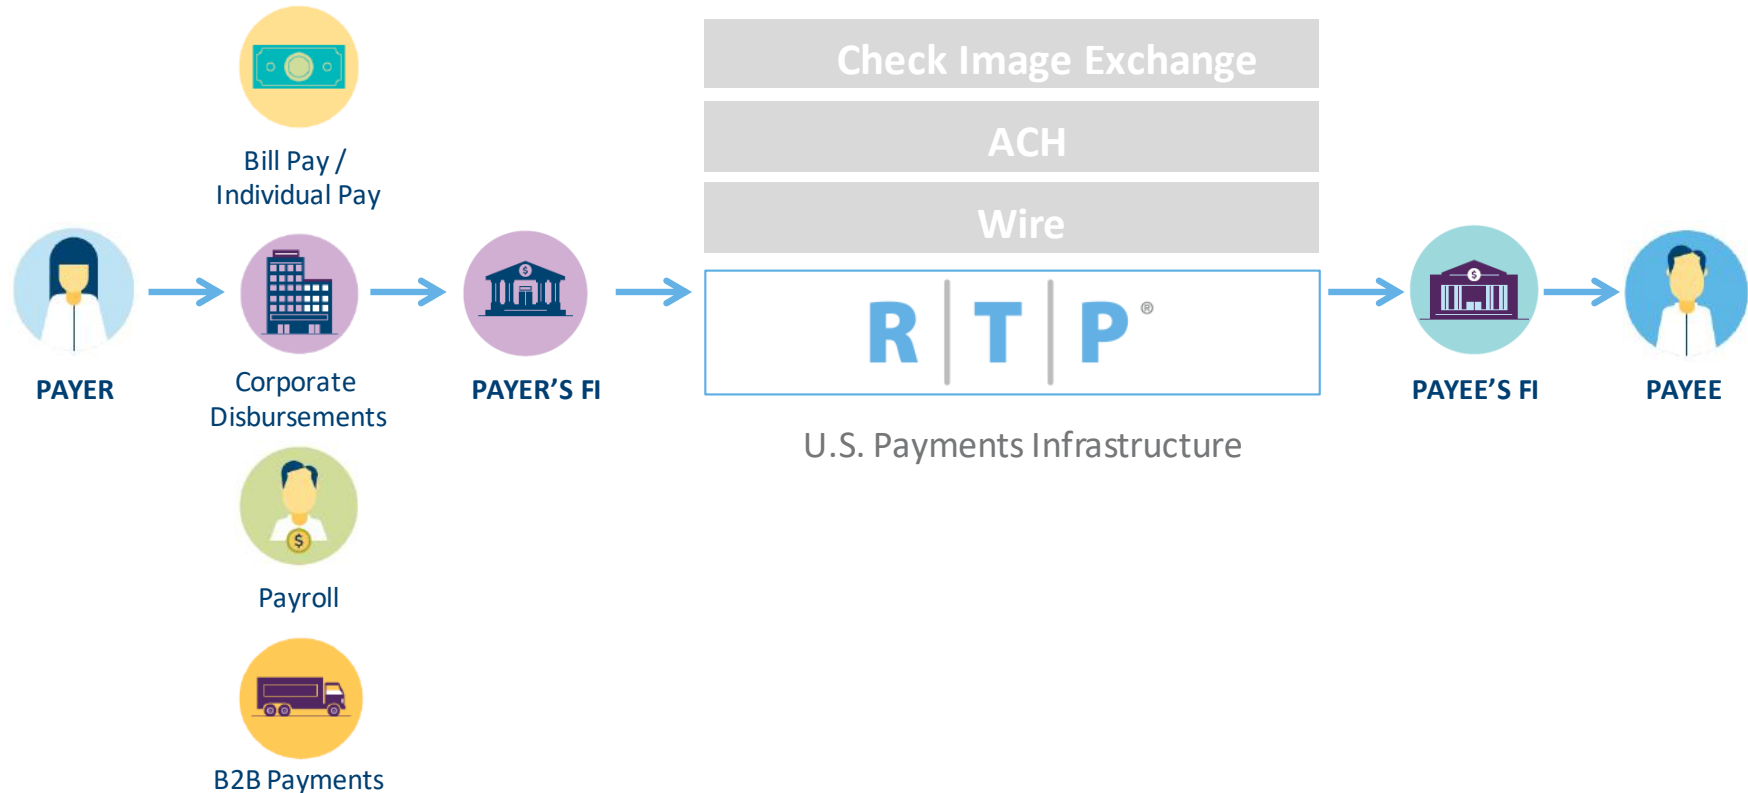 Bill Pay /
Individual Pay
PAYER
Corporate
Disbursements
Payroll
B2B Payments
PAYER’S FI
Check Image Exchange
ACH
Wire
R T P ®
U.S. Payments Infrastructure
PAYEE’S FI
PAYEE
$
$
$